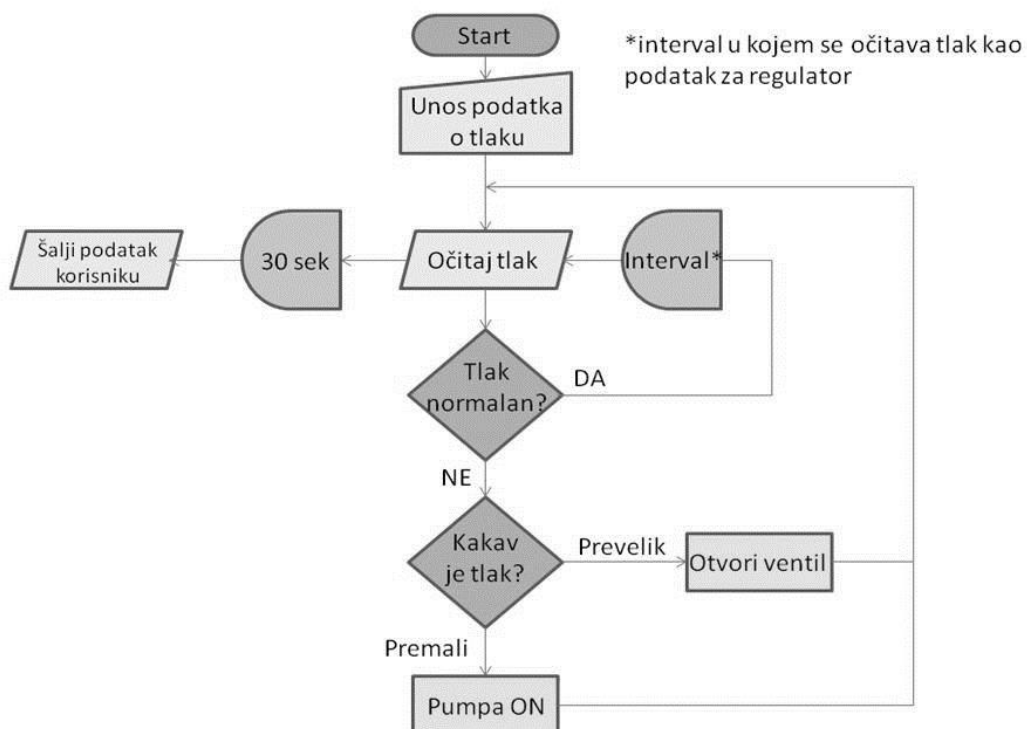 Start
*interval u kojem se očitava tlak kao
podatak za regulator
Unos podatka
o tlaku
Šalji podatak
korisniku
30 sek
Očitaj tlak
Interval*
Tlak
normalan?
DA
NE
Kakav
je tlak?
Prevelik
Otvori ventil
Premali
Pumpa ON